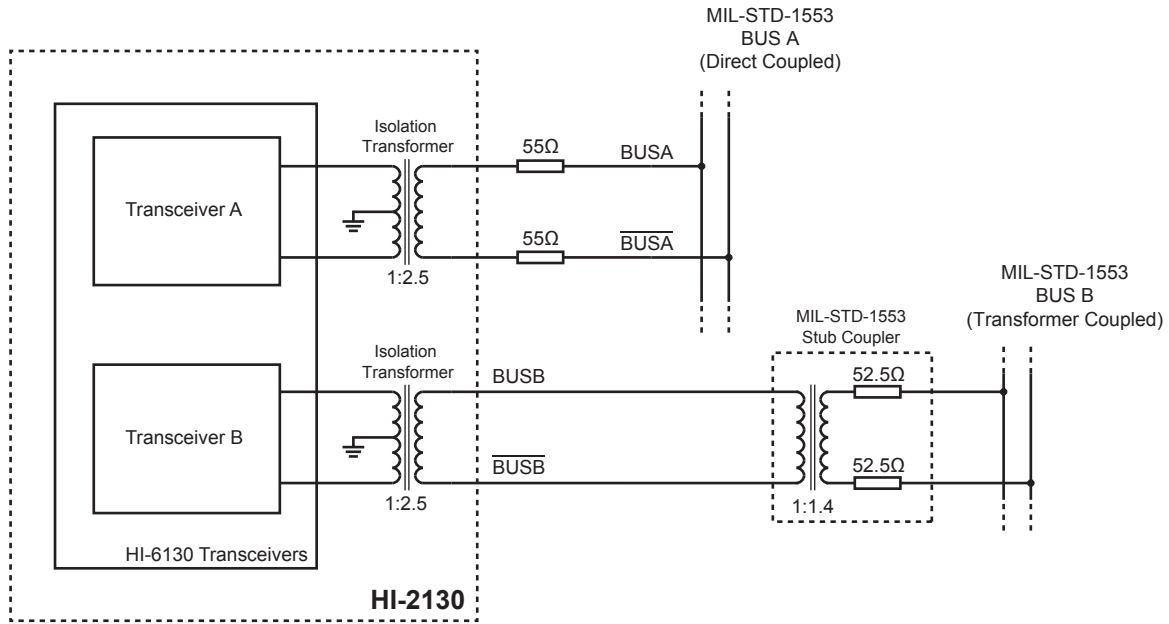 MIL-STD-1553
BUS A
(Direct Coupled)
Isolation
Transformer
55Ω
BUSA
Transceiver A
55Ω
BUSA
1:2.5
MIL-STD-1553
BUS B
(Transformer Coupled)
MIL-STD-1553
Stub Coupler
Isolation
Transformer
BUSB
52.5Ω
Transceiver B
BUSB
52.5Ω
1:2.5
1:1.4
HI-6130 Transceivers
HI-2130